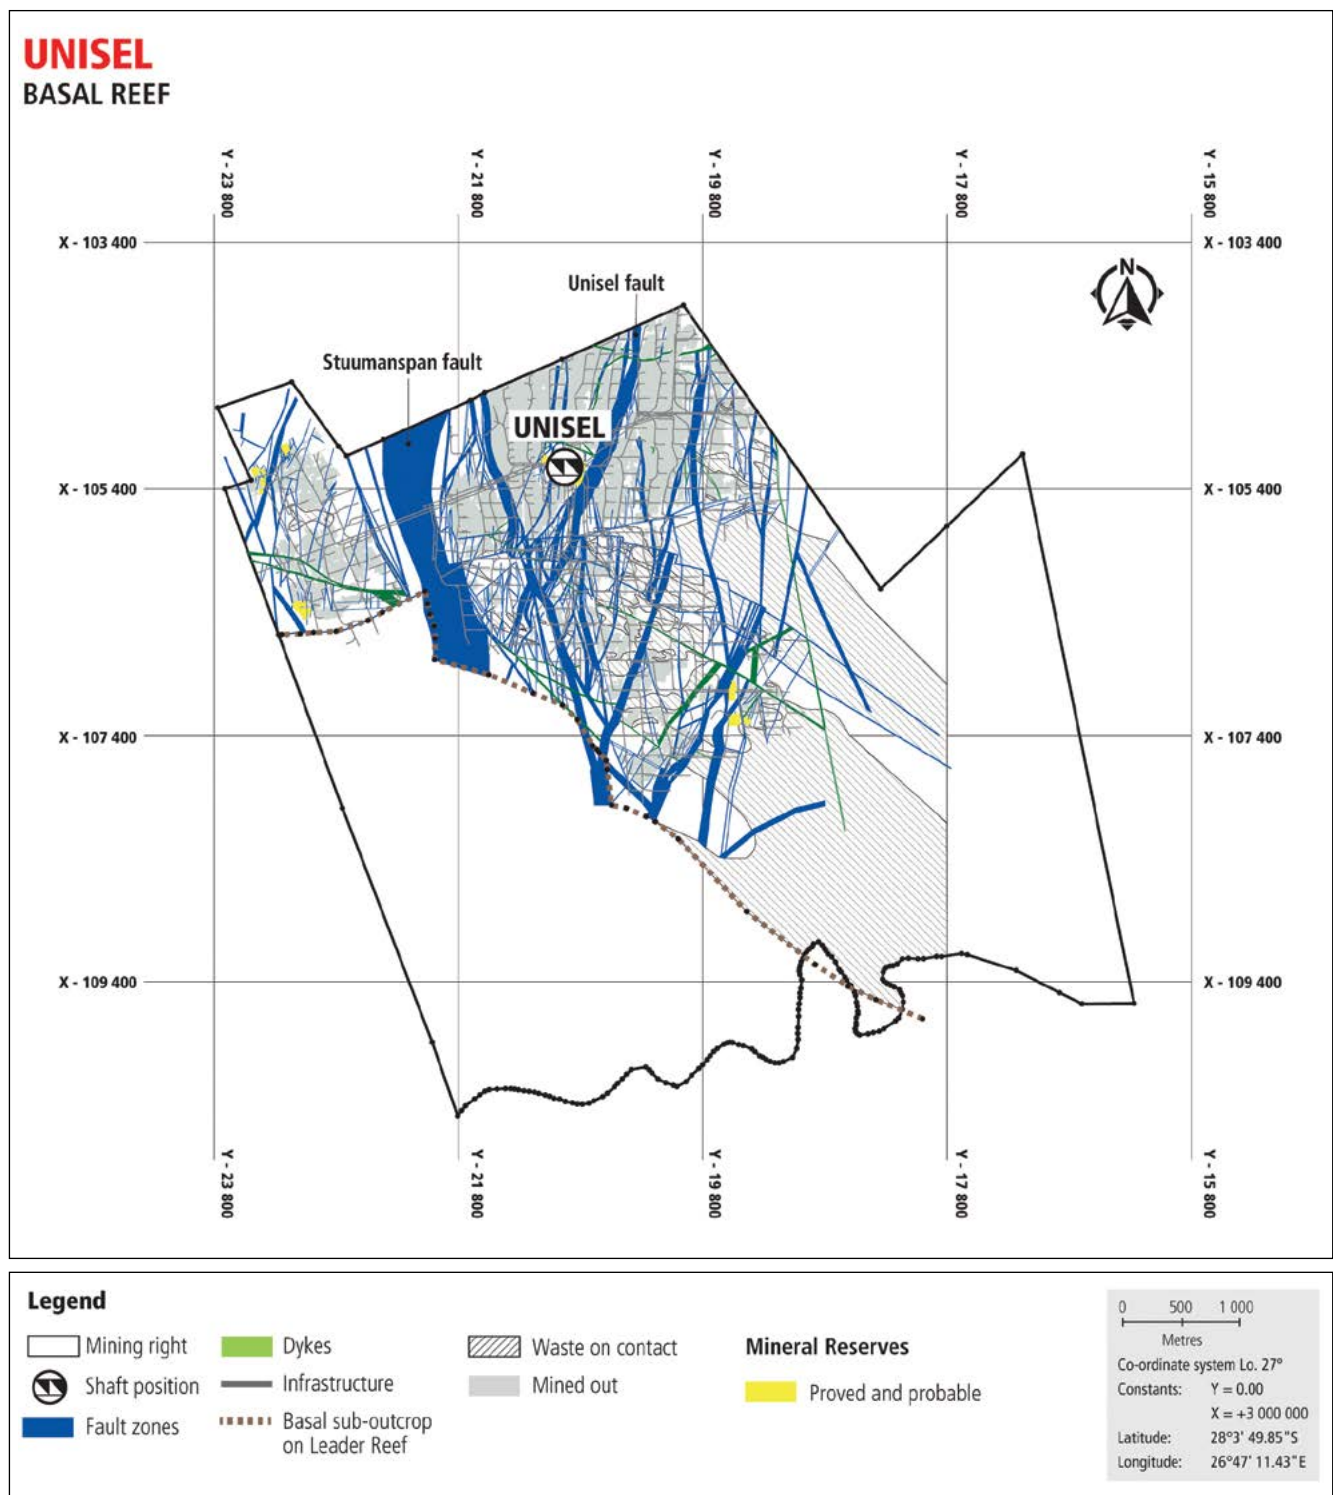 UNISEL
BASAL REEF
Y - 23 800
Y - 21 800
Y - 19 800
Y - 17 800
Y - 15 800
X - 103 400
X - 103 400
N
Unisel fault
Stuumanspan fault
UNISEL
X - 105 400
X - 105 400
X - 107 400
X - 107 400
X - 109 400
X - 109 400
Y - 23 800
Y - 21 800
Y - 19 800
Y - 17 800
Y - 15 800
Legend
Mining right
Shaft position
Fault zones
Dykes
Infrastructure
Basal sub-outcrop
on Leader Reef
Waste on contact
Mined out
Mineral Reserves
Proved and probable
0 500 1 000
Metres
Co-ordinate system Lo. 27°
Constants: Y = 0.00
X = +3 000 000
Latitude: 28°3' 49.85"S
Longitude: 26°47' 11.43"E